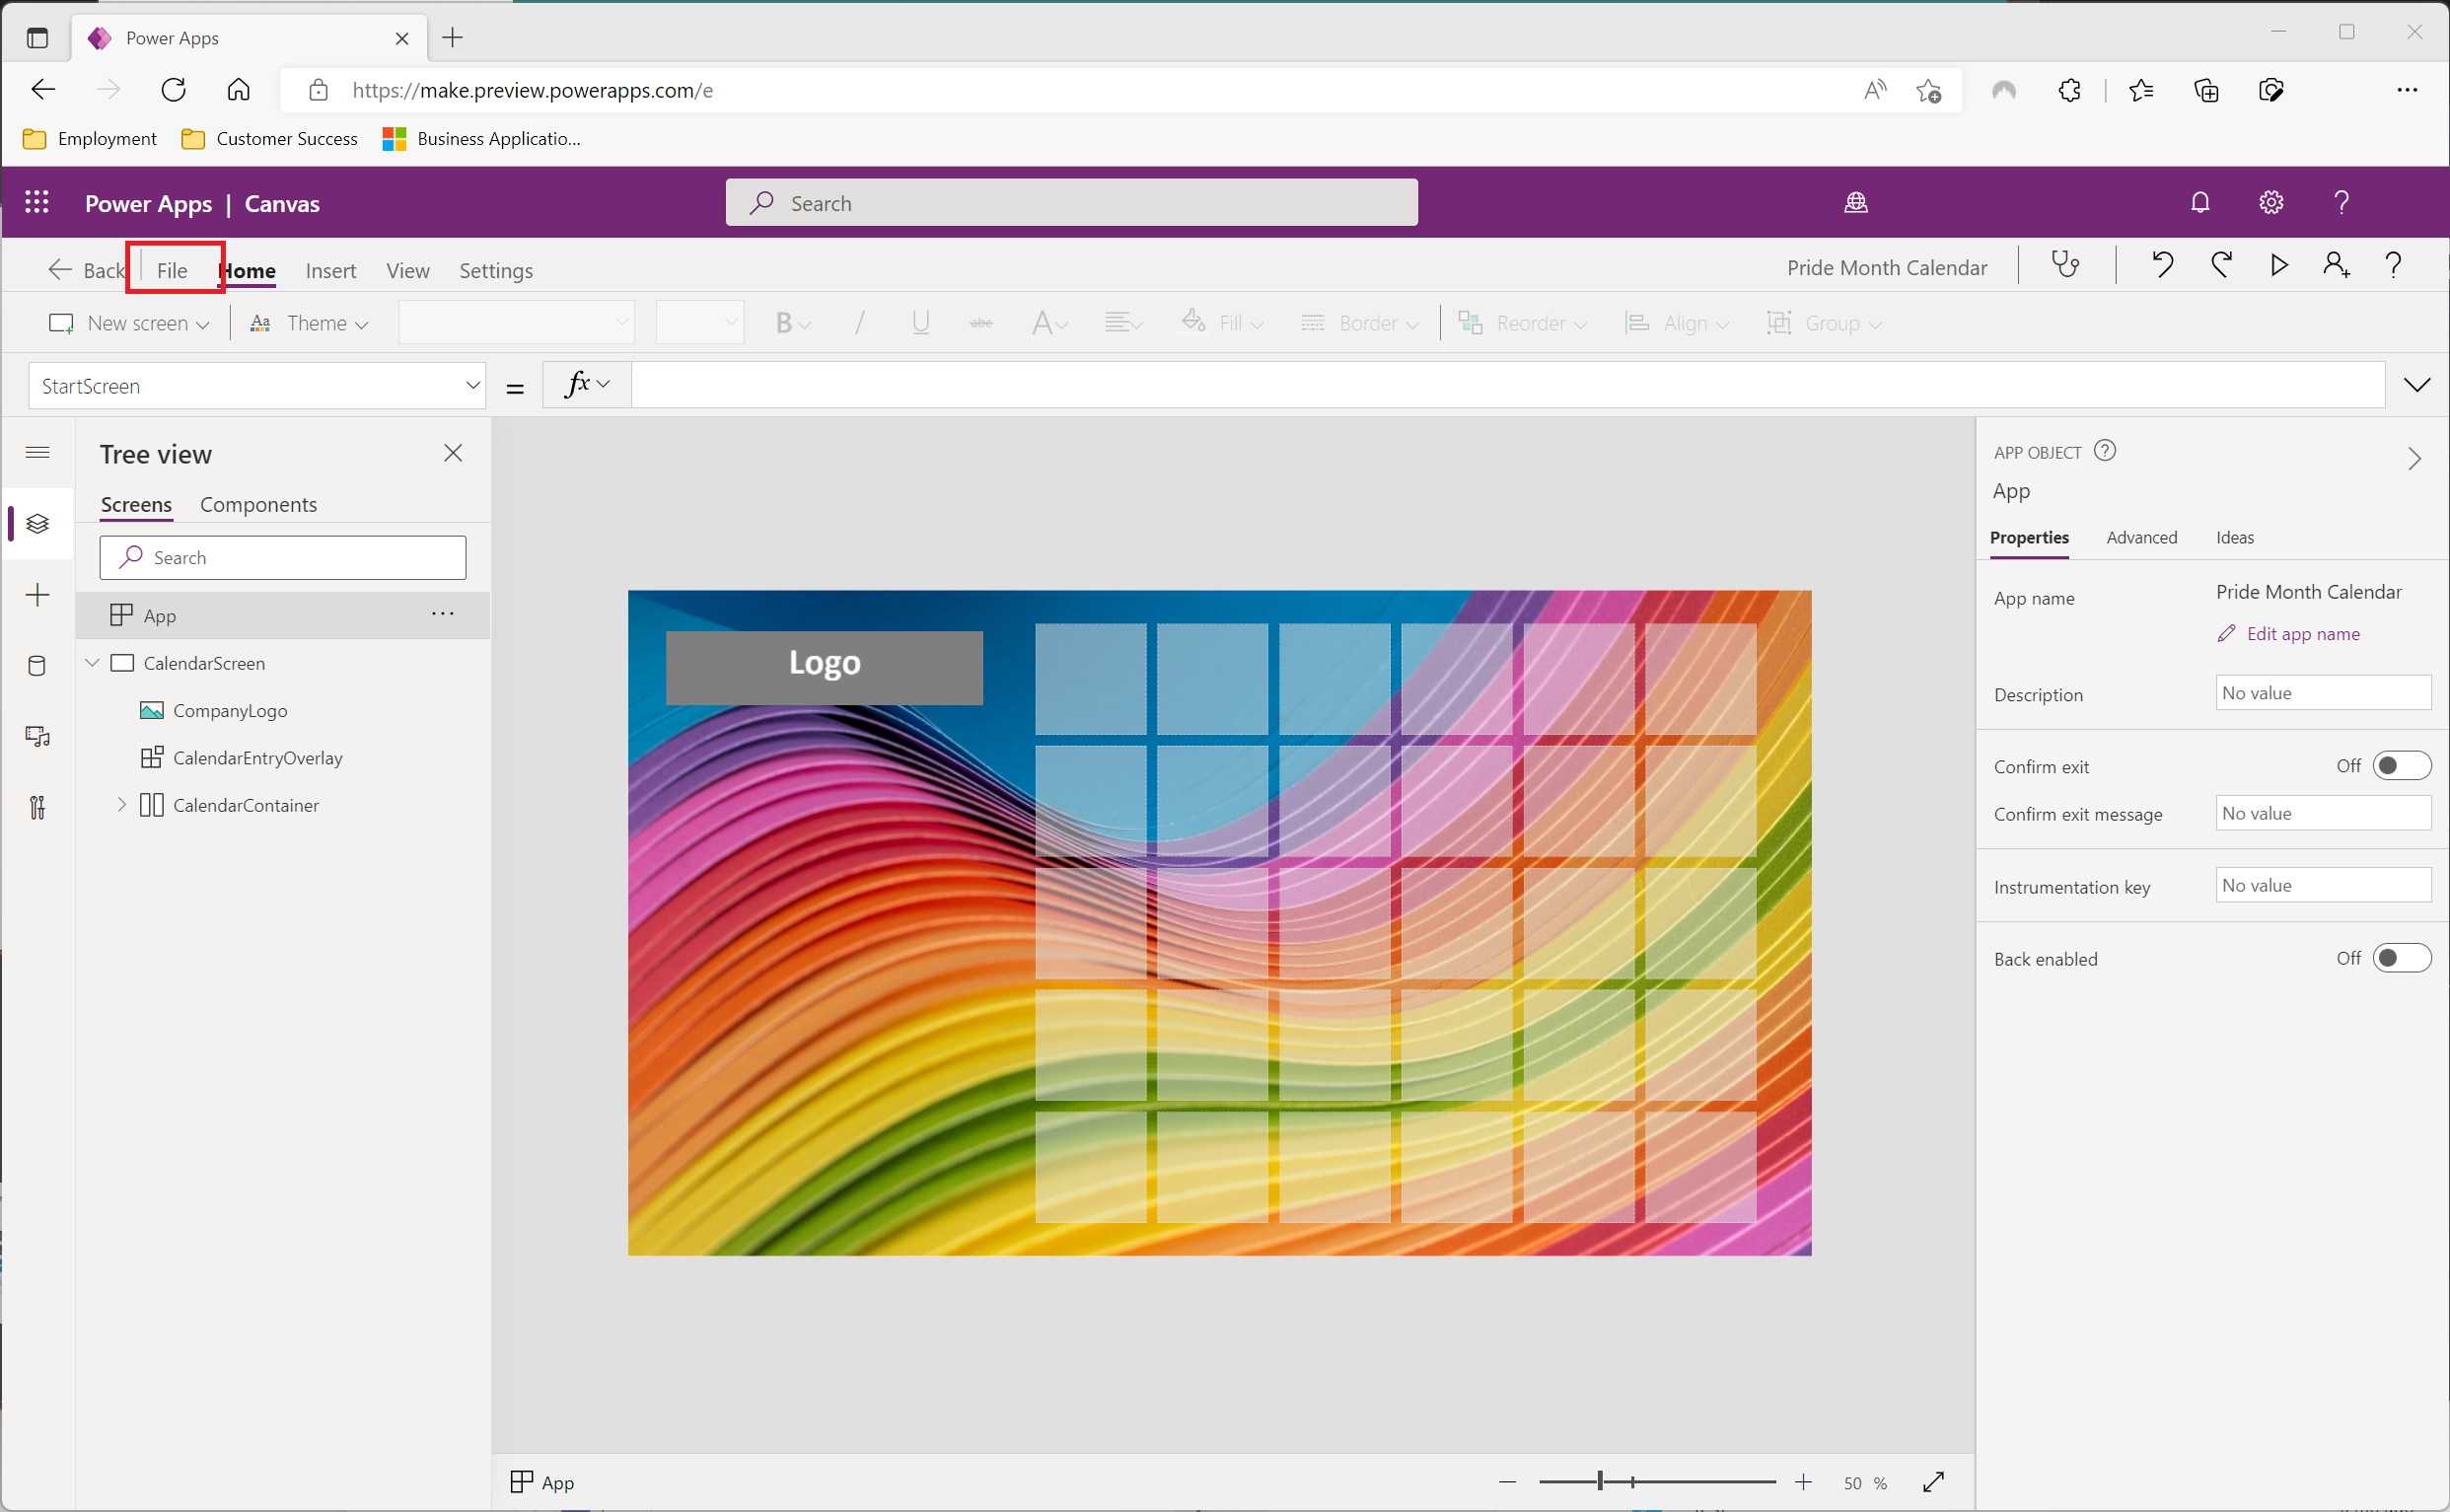 Power Apps
https://make.preview.powerapps.com/e
Employment Customer Success Business Applicatio...
Power Apps | Canvas Search
Back File Home Insert View Settings Pride Month Calendar
New screen Theme B / U abc A Fill Border Reorder Align Group
StartScreen = fx
Tree view
Screens Components
Search
App
CalendarScreen
CompanyLogo
CalendarEntryOverlay
CalendarContainer
Logo
APP OBJECT
App
Properties Advanced Ideas
App name Pride Month Calendar
Edit app name
Description No value
Confirm exit Off
Confirm exit message No value
Instrumentation key No value
Back enabled Off
App 50 %